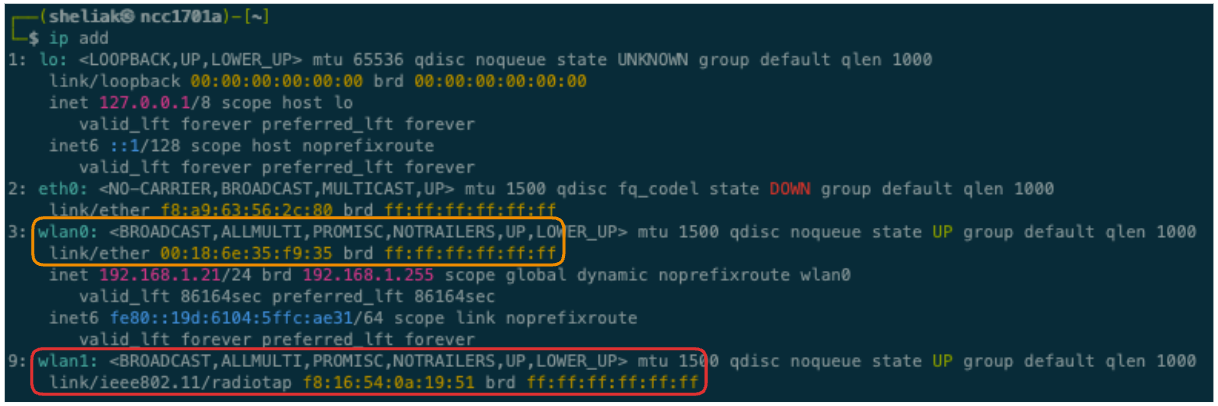 (sheliak㉿ncc1701a)-[~]
$ ip add
1: lo: <LOOPBACK,UP,LOWER_UP> mtu 65536 qdisc noqueue state UNKNOWN group default qlen 1000
link/loopback 00:00:00:00:00:00 brd 00:00:00:00:00:00
inet 127.0.0.1/8 scope host lo
valid_lft forever preferred_lft forever
inet6 ::1/128 scope host noprefixroute
valid_lft forever preferred_lft forever
2: eth0: <NO-CARRIER,BROADCAST,MULTICAST,UP> mtu 1500 qdisc fq_codel state DOWN group default qlen 1000
link/ether f8:a9:63:56:2c:80 brd ff:ff:ff:ff:ff:ff
3: wlan0: <BROADCAST,ALLMULTI,PROMISC,NOTRAILERS,UP,LOWER_UP> mtu 1500 qdisc noqueue state UP group default qlen 1000
link/ether 00:18:6e:35:f9:35 brd ff:ff:ff:ff:ff:ff
inet 192.168.1.21/24 brd 192.168.1.255 scope global dynamic noprefixroute wlan0
valid_lft 86164sec preferred_lft 86164sec
inet6 fe80::19d:6104:5ffc:ae31/64 scope link noprefixroute
valid_lft forever preferred_lft forever
9: wlan1: <BROADCAST,ALLMULTI,PROMISC,NOTRAILERS,UP,LOWER_UP> mtu 1500 qdisc noqueue state UP group default qlen 1000
link/ieee802.11/radiotap f8:16:54:0a:19:51 brd ff:ff:ff:ff:ff:ff